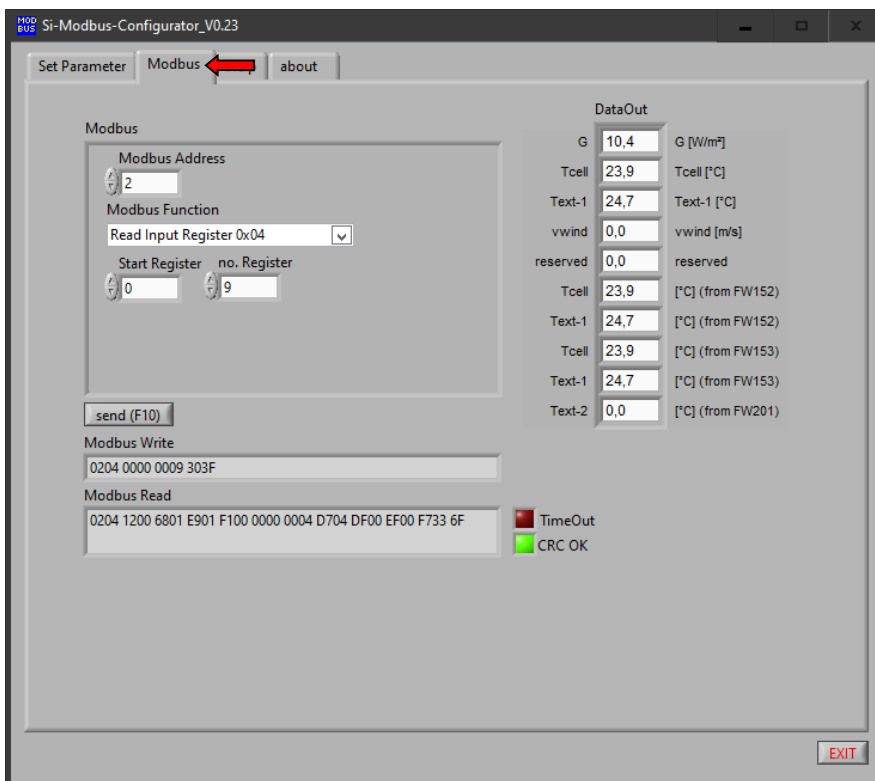 MOD BUS Si-Modbus-Configurator_V0.23
Set Parameter Modbus about
DataOut
Modbus
Modbus Address
2
Modbus Function
Read Input Register 0x04
Start Register no. Register
0 9
G 10,4 G [W/m²]
Tcell 23,9 Tcell [°C]
Text-1 24,7 Text-1 [°C]
vwind 0,0 vwind [m/s]
reserved 0,0 reserved
Tcell 23,9 [°C] (from FW152)
Text-1 24,7 [°C] (from FW152)
Tcell 23,9 [°C] (from FW153)
Text-1 24,7 [°C] (from FW153)
Text-2 0,0 [°C] (from FW201)
send (F10)
Modbus Write
0204 0000 0009 303F
Modbus Read
0204 1200 6801 E901 F100 0000 0004 D704 DF00 EF00 F733 6F
TimeOut
CRC OK
EXIT